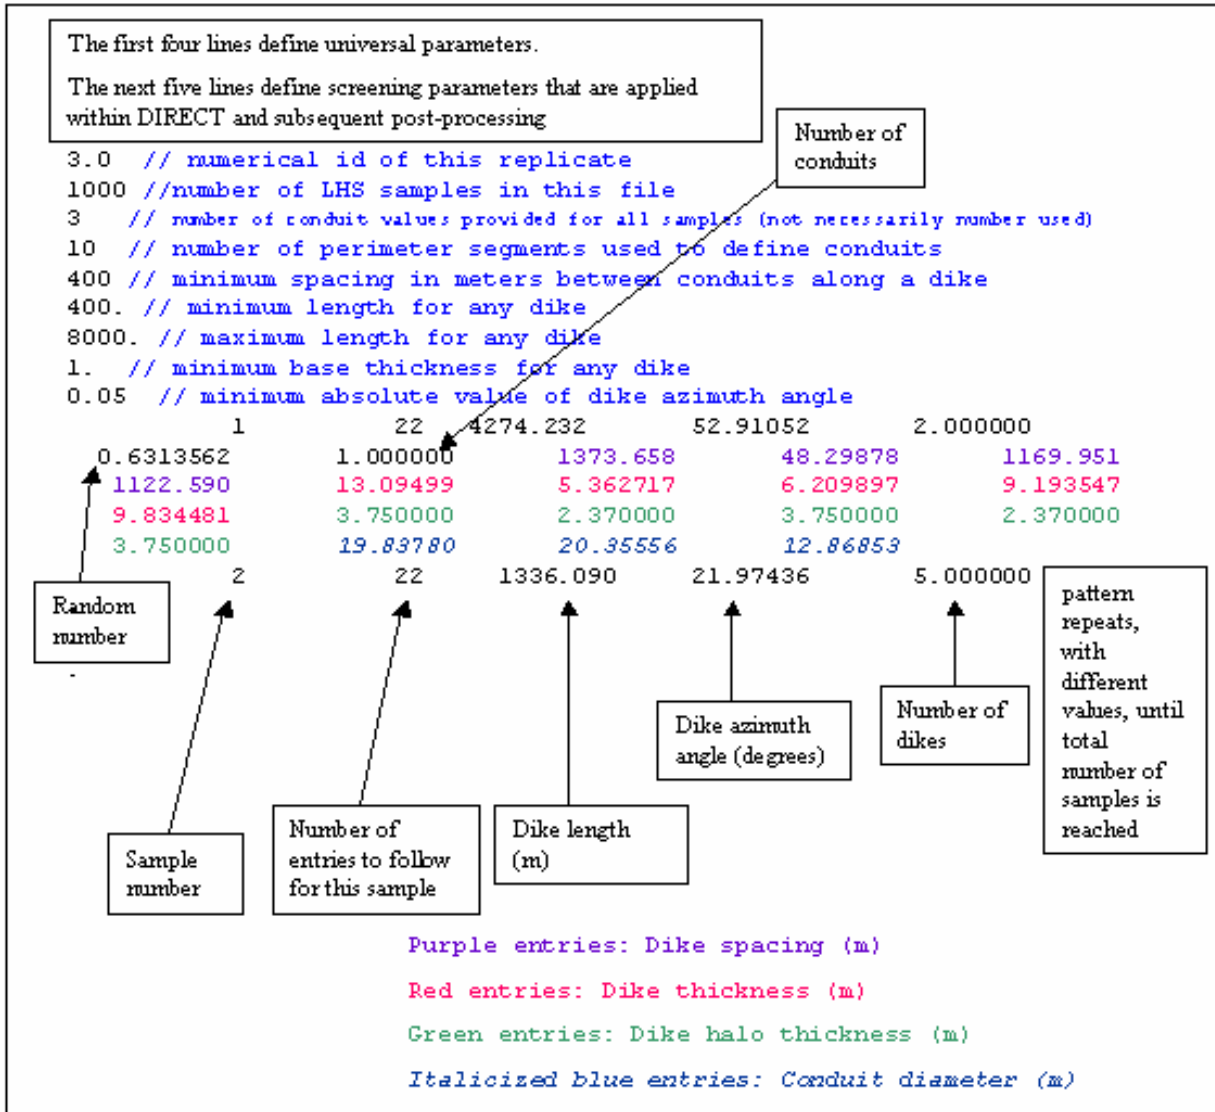 The first four lines define universal parameters.
The next five lines define screening parameters that are applied
within DIRECT and subsequent post-processing
Number of
conduits
3.0 // numerical id of this replicate
1000 //number of LHS samples in this file
3 // number of conduit values provided for all samples (not necessarily number used)
10 // number of perimeter segments used to define conduits
400 // minimum spacing in meters between conduits along a dike
400. // minimum length for any dike
8000. // maximum length for any dike
1. // minimum base thickness for any dike
0.05 // minimum absolute value of dike azimuth angle
1 22 4274.232 52.91052 2.000000
0.6313562 1.000000 1373.658 48.29878 1169.951
1122.590 13.09499 5.362717 6.209897 9.193547
9.834481 3.750000 2.370000 3.750000 2.370000
3.750000 19.83780 20.35556 12.86853
2 22 1336.090 21.97436 5.000000
Random
number
pattern
repeats,
with
different
values, until
total
number of
samples is
reached
Dike azimuth
angle (degrees)
Number of
dikes
Sample
number
Number of
entries to follow
for this sample
Dike length
(m)
Purple entries: Dike spacing (m)
Red entries: Dike thickness (m)
Green entries: Dike halo thickness (m)
Italicized blue entries: Conduit diameter (m)